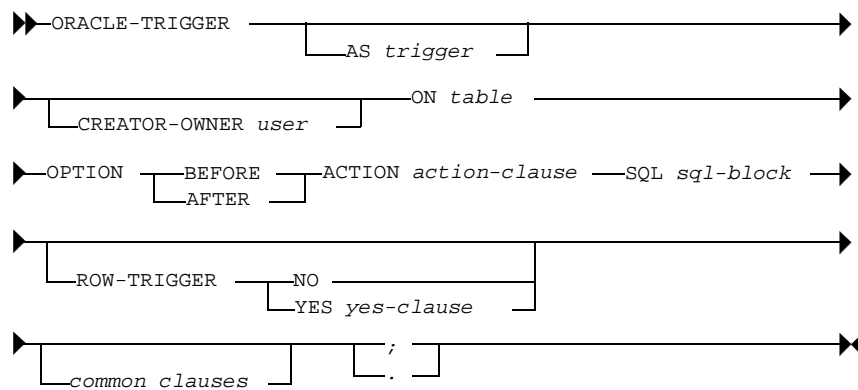 ORACLE-TRIGGER
AS trigger
CREATOR-OWNER user
ON table
OPTION BEFORE ACTION action-clause SQL sql-block
AFTER
ROW-TRIGGER NO
YES yes-clause
common clauses
;
.